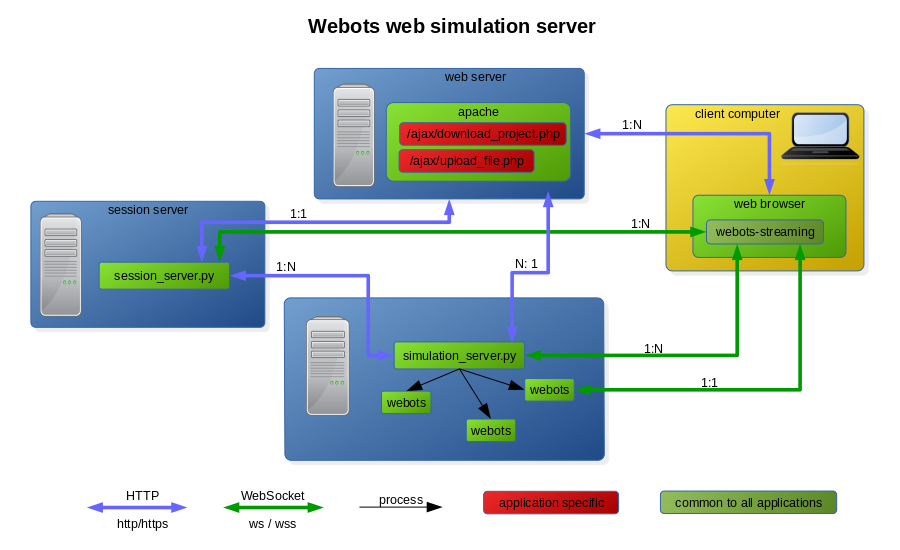 Webots web simulation server
web server
apache
/ajax/download_project.php
/ajax/upload_file.php
client computer
1:N
web browser
webots-streaming
session server
1:1
1:N
session_server.py
1:N
N: 1
simulation_server.py
1:N
webots
webots
webots
1:1
HTTP
http/https
WebSocket
ws / wss
process
application specific
common to all applications